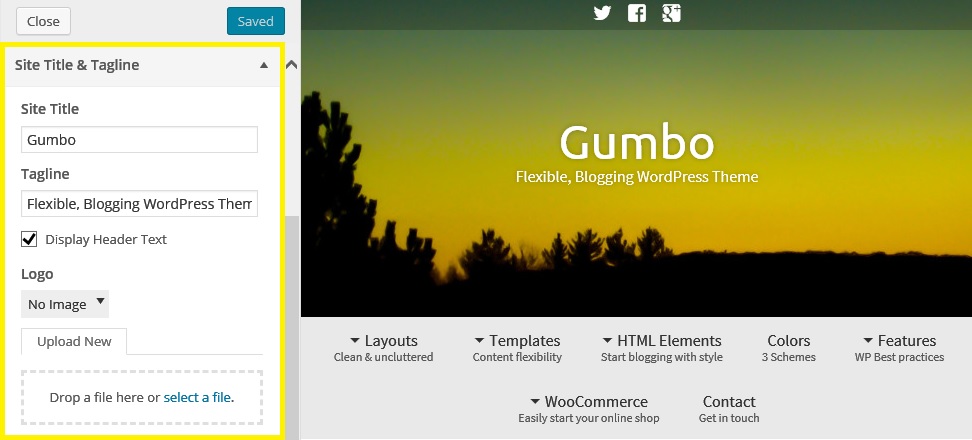 Close
Saved
Site Title & Tagline
Site Title
Gumbo
Tagline
Flexible, Blogging WordPress Them
Display Header Text
Logo
No Image
Upload New
Drop a file here or select a file.
Gumbo
Flexible, Blogging WordPress Theme
Layouts Templates HTML Elements Colors Features
Clean & uncluttered Content flexibility Start blogging with style 3 Schemes WP Best practices
WooCommerce Contact
Easily start your online shop Get in touch